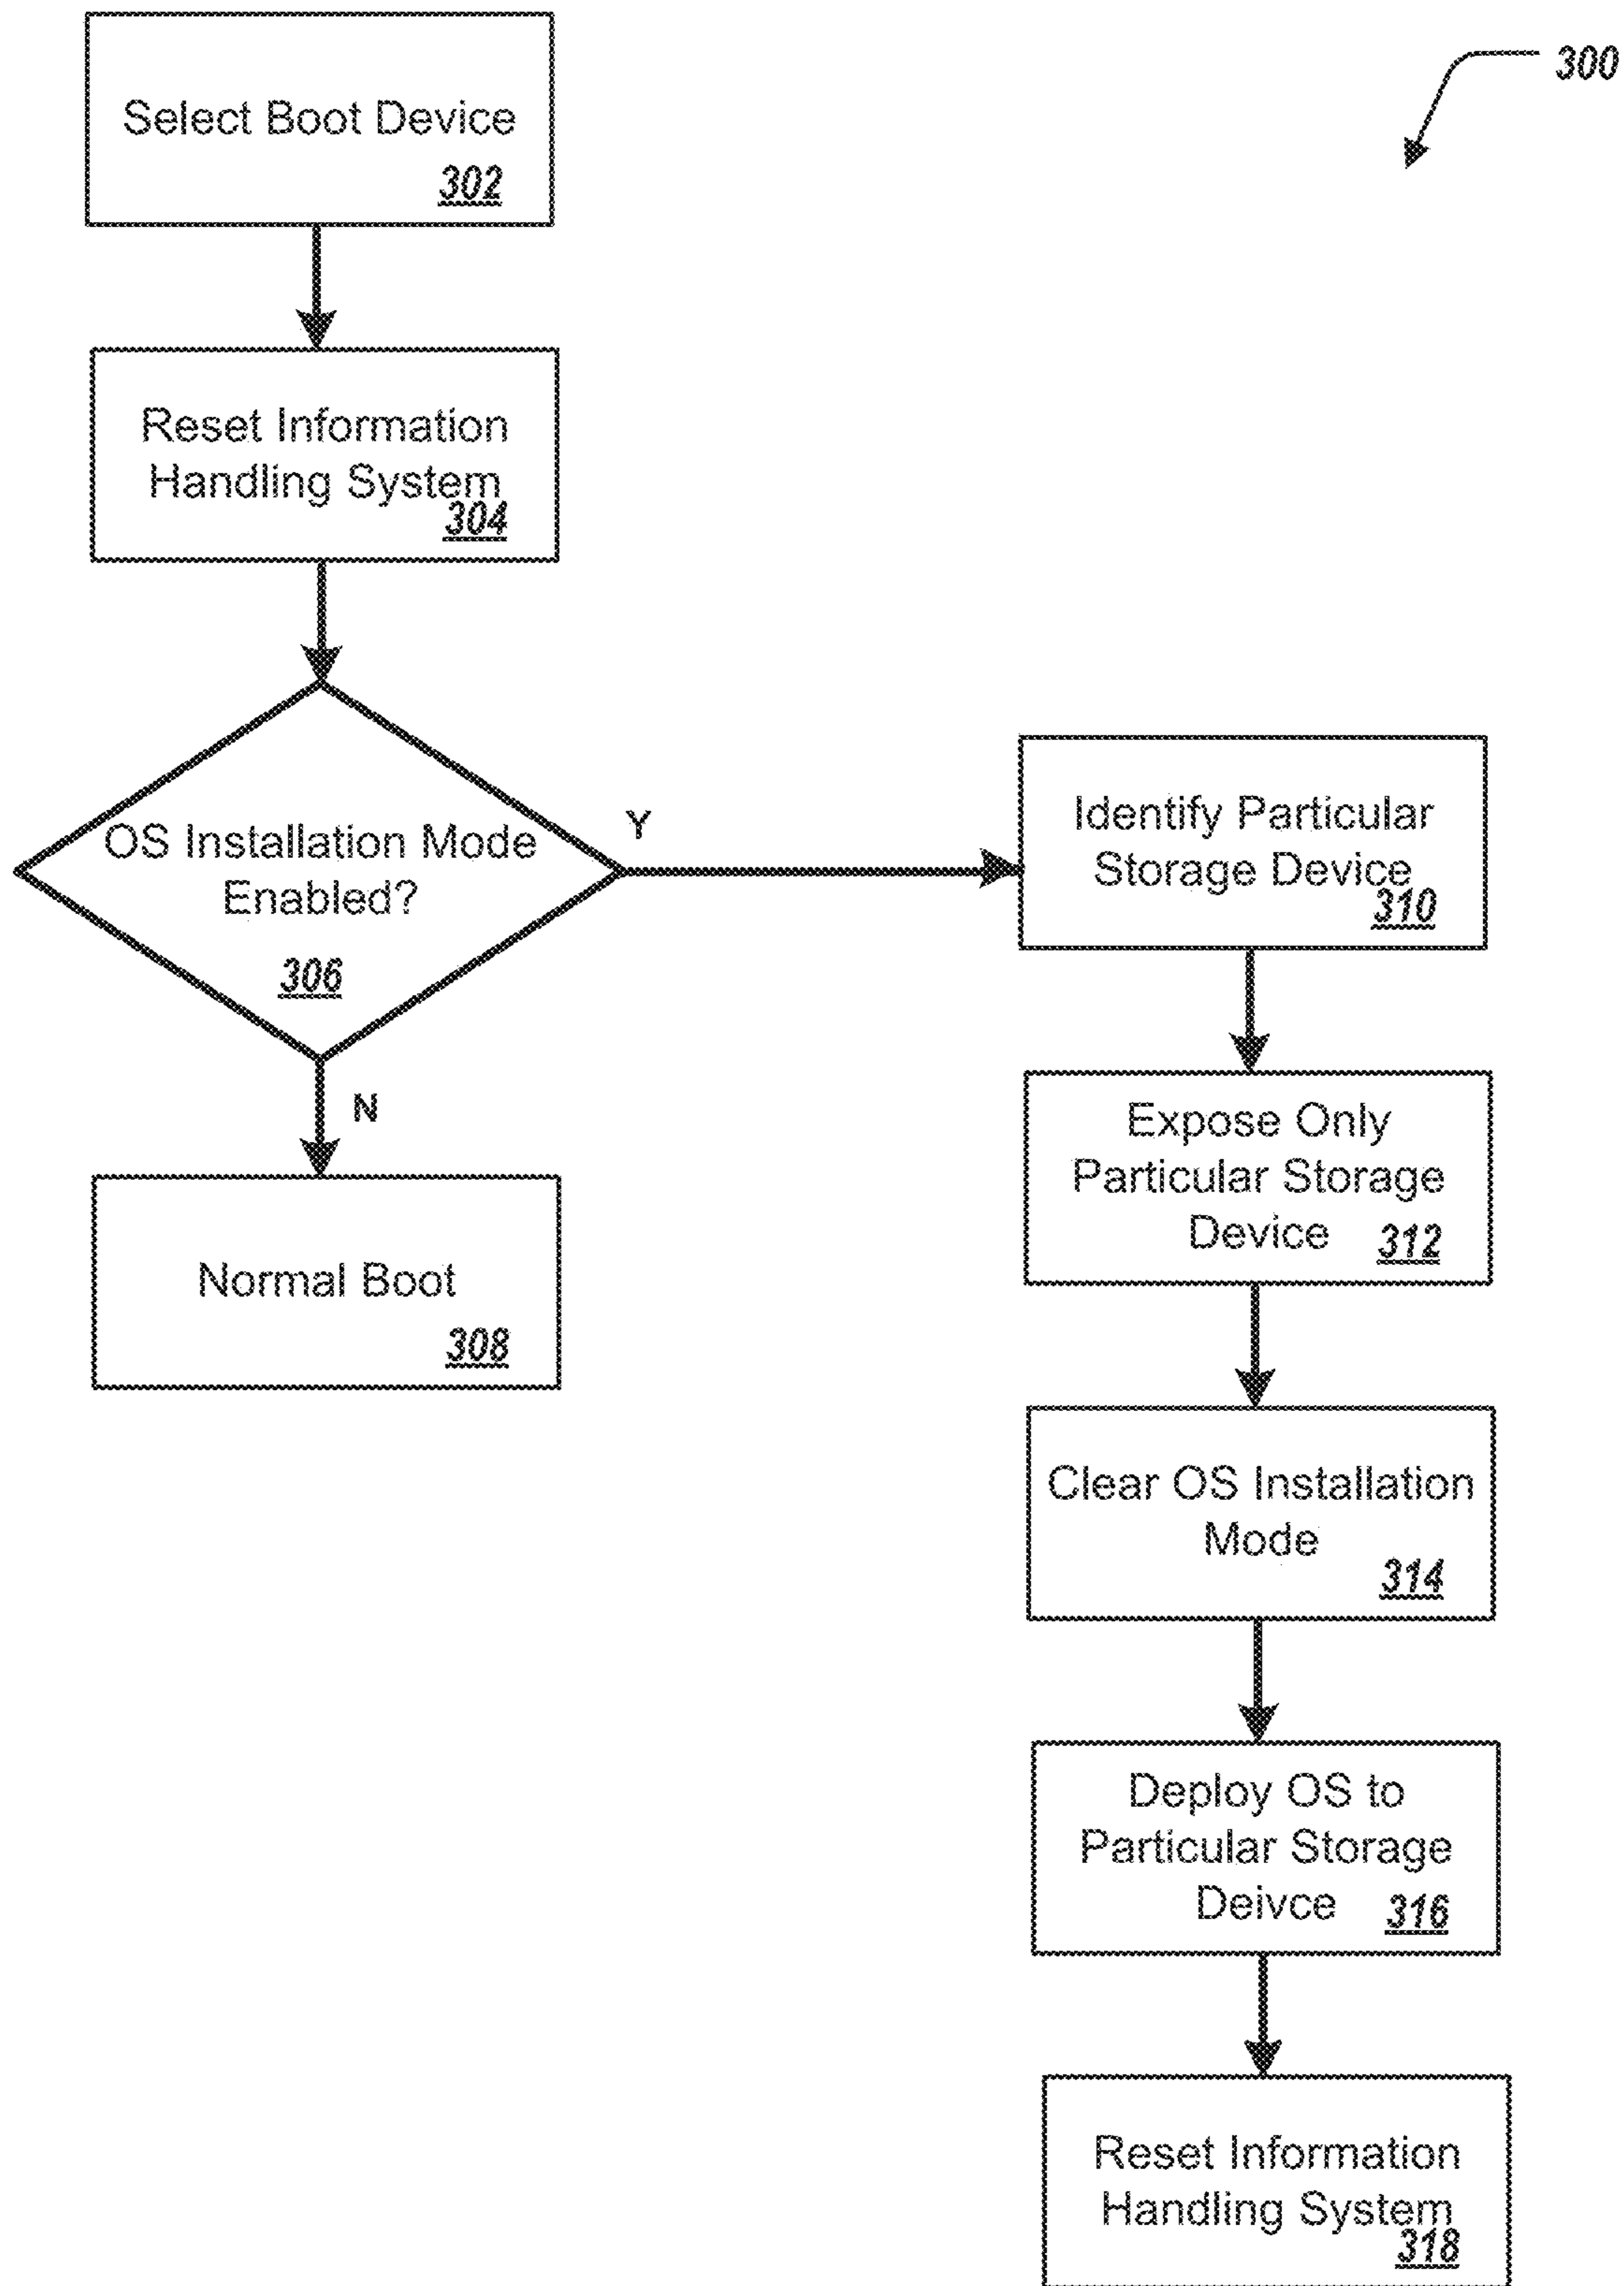 300
Select Boot Device
302
Reset Information
Handling System
304
OS Installation Mode
Enabled?
306
Y
N
Normal Boot
308
Identify Particular
Storage Device
310
Expose Only
Particular Storage
Device 312
Clear OS Installation
Mode
314
Deploy OS to
Particular Storage
Deivce 316
Reset Information
Handling System
318